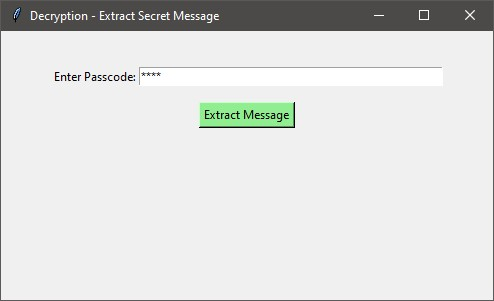 Decryption - Extract Secret Message
Enter Passcode: ****
Extract Message